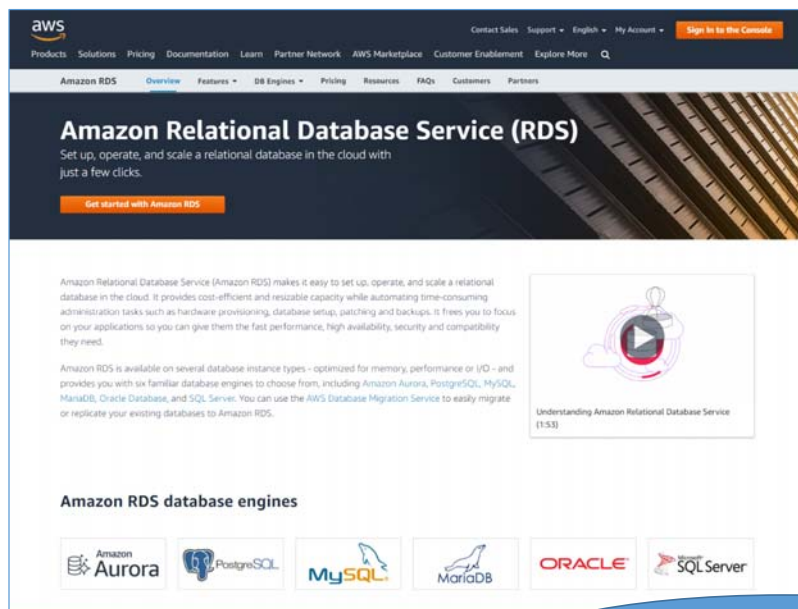 aws
Contact Sales Support English My Account Sign In to the Console
Products Solutions Pricing Documentation Learn Partner Network AWS Marketplace Customer Enablement Explore More
Amazon RDS Overview Features DB Engines Pricing Resources FAQs Customers Partners
Amazon Relational Database Service (RDS)
Set up, operate, and scale a relational database in the cloud with
just a few clicks.
Get started with Amazon RDS
Amazon Relational Database Service (Amazon RDS) makes it easy to set up, operate, and scale a relational
database in the cloud. It provides cost-efficient and resizable capacity while automating time-consuming
administration tasks such as hardware provisioning, database setup, patching and backups. It frees you to focus
on your applications so you can give them the fast performance, high availability, security and compatibility
they need.
Amazon RDS is available on several database instance types - optimized for memory, performance or I/O - and
provides you with six familiar database engines to choose from, including Amazon Aurora, PostgreSQL, MySQL,
MariaDB, Oracle Database, and SQL Server. You can use the AWS Database Migration Service to easily migrate
or replicate your existing databases to Amazon RDS.
Understanding Amazon Relational Database Service
(1:53)
Amazon RDS database engines
Amazon
Aurora
PostgreSQL
MySQL
MariaDB
ORACLE
Microsoft
SQL Server